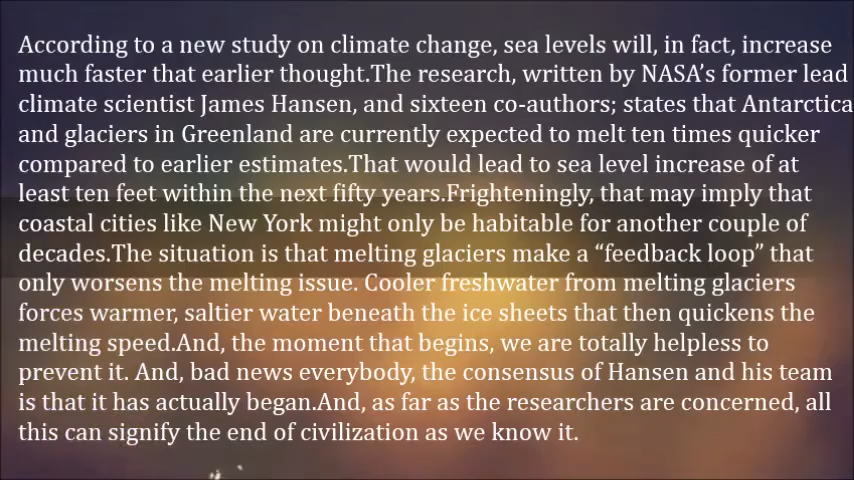 According to a new study on climate change, sea levels will, in fact, increase
much faster that earlier thought.The research, written by NASA’s former lead
climate scientist James Hansen, and sixteen co-authors; states that Antarctica
and glaciers in Greenland are currently expected to melt ten times quicker
compared to earlier estimates.That would lead to sea level increase of at
least ten feet within the next fifty years.Frighteningly, that may imply that
coastal cities like New York might only be habitable for another couple of
decades.The situation is that melting glaciers make a “feedback loop” that
only worsens the melting issue. Cooler freshwater from melting glaciers
forces warmer, saltier water beneath the ice sheets that then quickens the
melting speed.And, the moment that begins, we are totally helpless to
prevent it. And, bad news everybody, the consensus of Hansen and his team
is that it has actually began.And, as far as the researchers are concerned, all
this can signify the end of civilization as we know it.